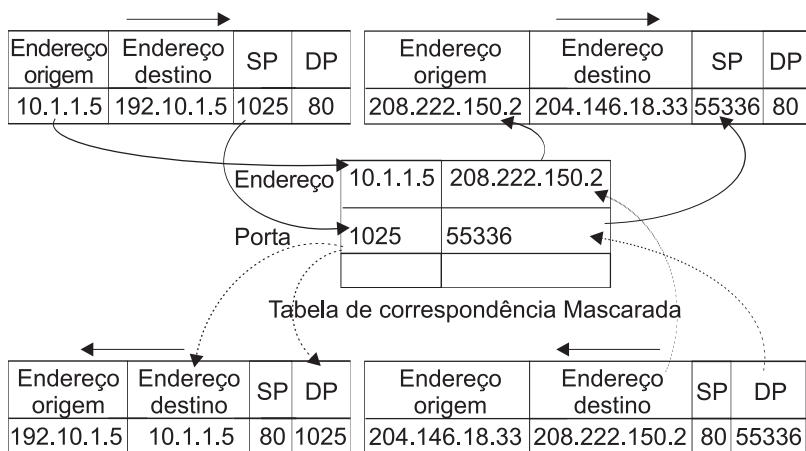 Endereço origem Endereço destino SP DP
10.1.1.5 192.10.1.5 1025 80
Endereço origem Endereço destino SP DP
208.222.150.2 204.146.18.33 55336 80
Endereço 10.1.1.5 208.222.150.2
Porta 1025 55336
Tabela de correspondência Mascarada
Endereço origem Endereço destino SP DP
192.10.1.5 10.1.1.5 80 1025
Endereço origem Endereço destino SP DP
204.146.18.33 208.222.150.2 80 55336